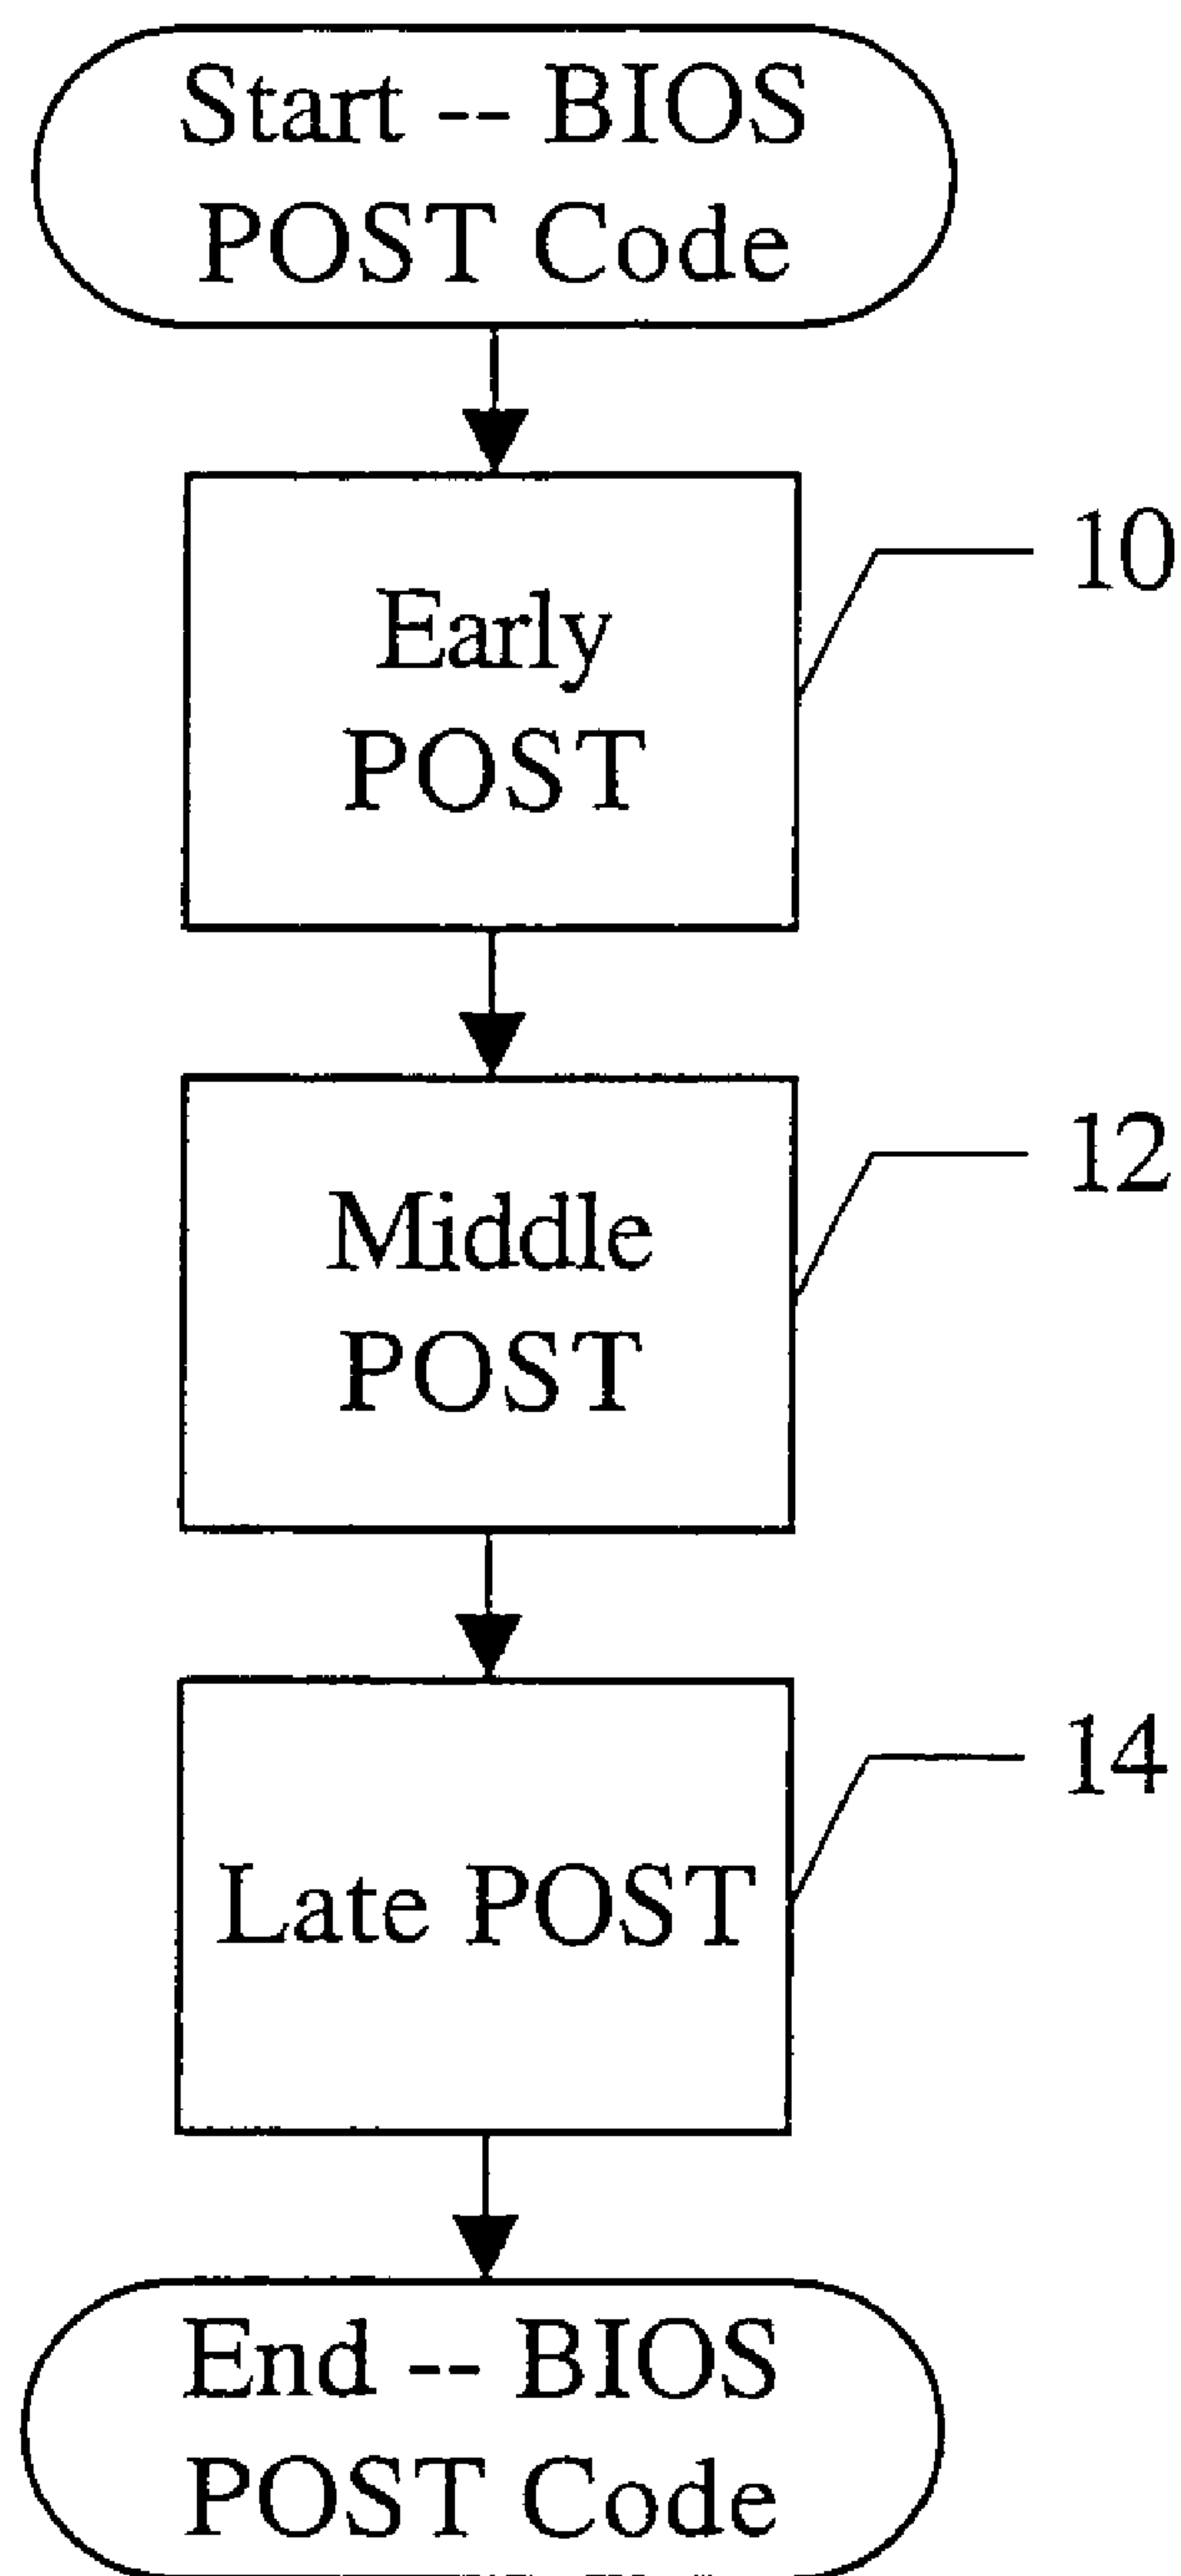 Start -- BIOS
POST Code
Early
POST
10
Middle
POST
12
Late POST
14
End -- BIOS
POST Code